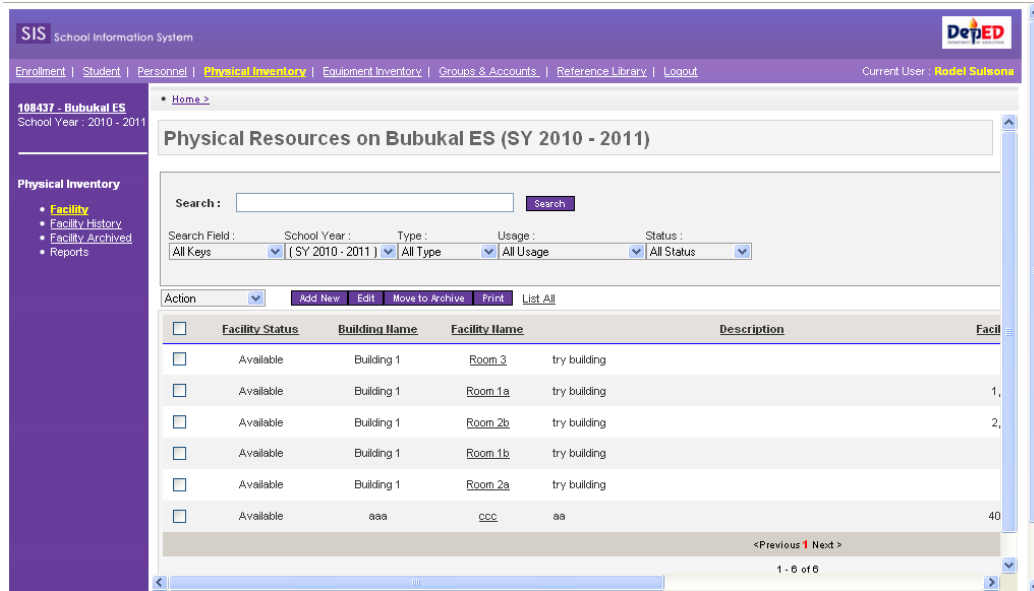 SIS School Information System
DepED
DEPARTMENT OF EDUCATION
Enrollment | Student | Personnel | Physical Inventory | Equipment Inventory | Groups & Accounts | Reference Library | Logout
Current User : Rodel Sulsona
108437 - Bubukal ES
School Year : 2010 - 2011
Physical Inventory
• Facility
• Facility History
• Facility Archived
• Reports
• Home >
Physical Resources on Bubukal ES (SY 2010 - 2011)
Search : Search
Search Field : School Year : Type : Usage : Status :
All Keys ( SY 2010 - 2011 ) All Type All Usage All Status
Action Add New Edit Move to Archive Print List All
Facility Status Building Name Facility Name Description Facil
Available Building 1 Room 3 try building
Available Building 1 Room 1a try building 1,
Available Building 1 Room 2b try building 2,
Available Building 1 Room 1b try building
Available Building 1 Room 2a try building
Available aaa ccc aa 40
<Previous 1 Next >
1 - 6 of 6